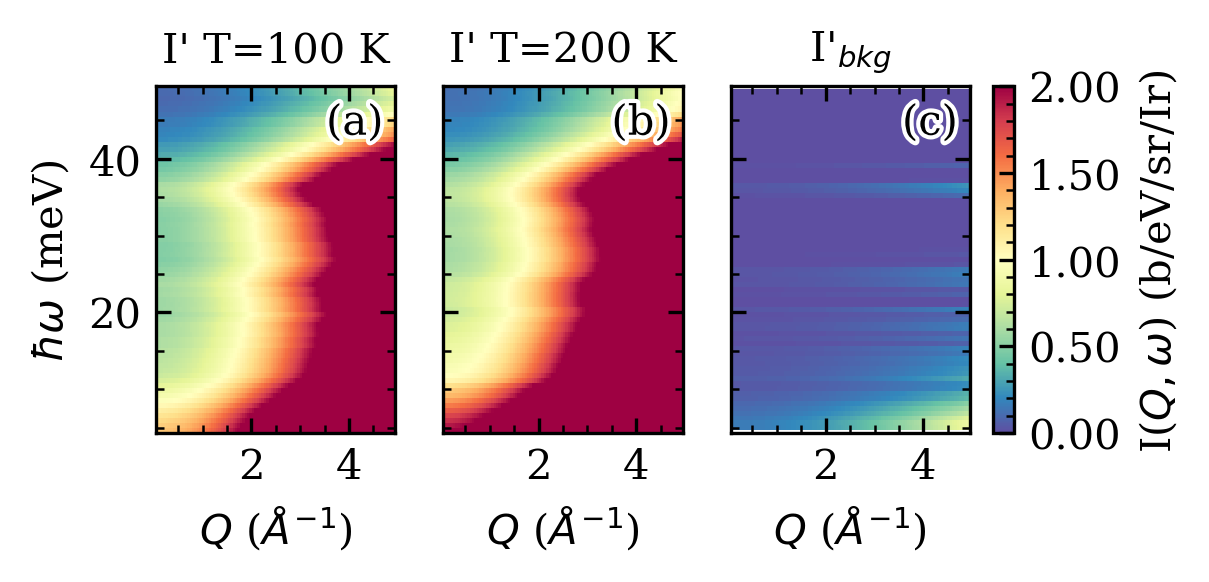 I' T=100 K
I' T=200 K
I'bkg
(a)
(b)
(c)
40
20
ħω (meV)
2 4
2 4
2 4
Q (Å⁻¹)
Q (Å⁻¹)
Q (Å⁻¹)
2.00
1.50
1.00
0.50
0.00
I(Q, ω) (b/eV/sr/Ir)